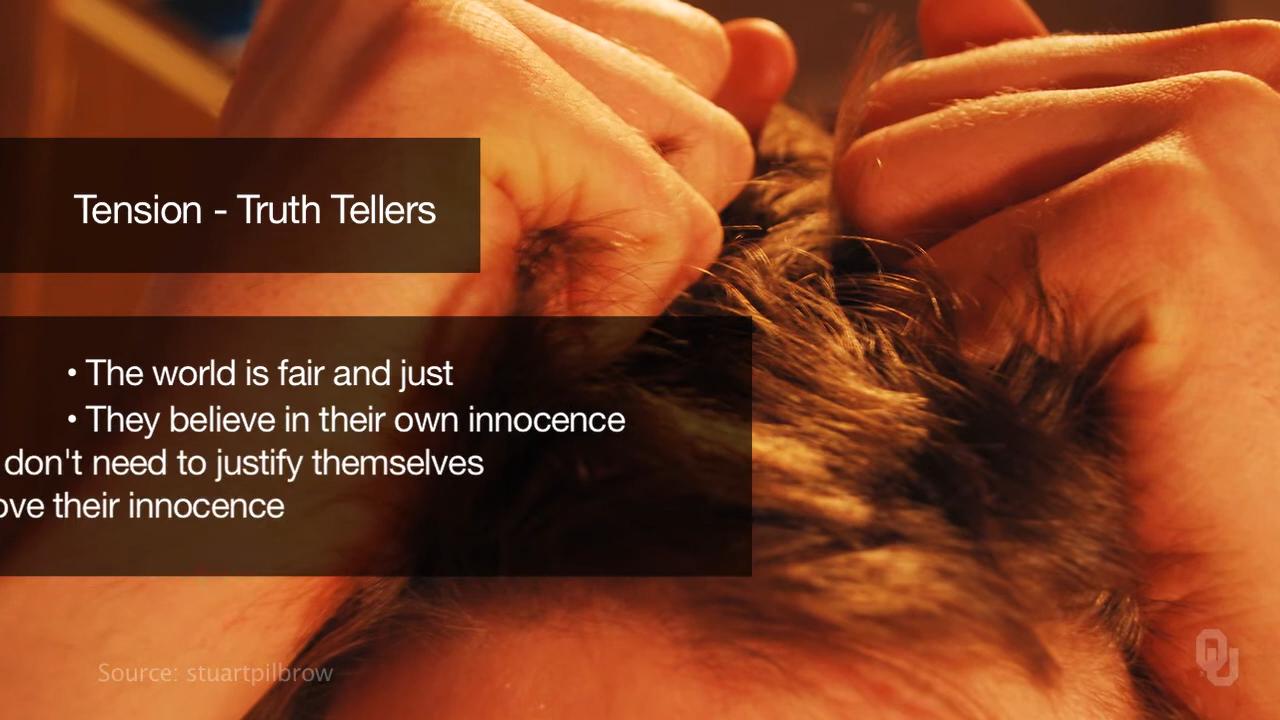 Tension - Truth Tellers
• The world is fair and just
• They believe in their own innocence
don't need to justify themselves
their innocence
Source: stuartpilbrow
OU